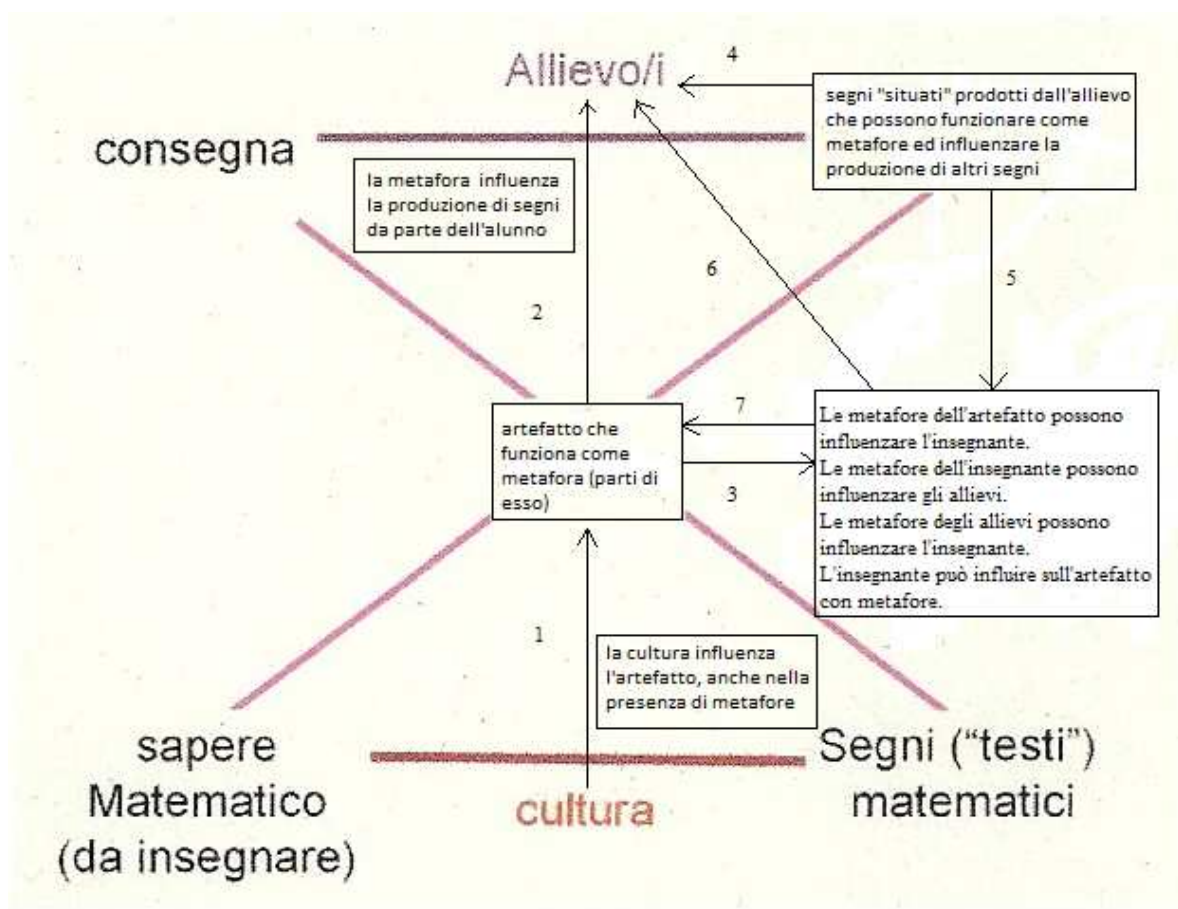 Allievo/i
4
segni "situati" prodotti dall'allievo
che possono funzionare come
metafore ed influenzare la
produzione di altri segni
consegna
la metafora influenza
la produzione di segni
da parte dell'alunno
6
5
2
artefatto che
funziona come
metafora (parti di
esso)
7
3
Le metafore dell'artefatto possono
influenzare l'insegnante.
Le metafore dell'insegnante possono
influenzare gli allievi.
Le metafore degli allievi possono
influenzare l'insegnante.
L'insegnante può influire sull'artefatto
con metafore.
1
la cultura influenza
l'artefatto, anche nella
presenza di metafore
sapere
Matematico
(da insegnare)
cultura
Segni ("testi")
matematici